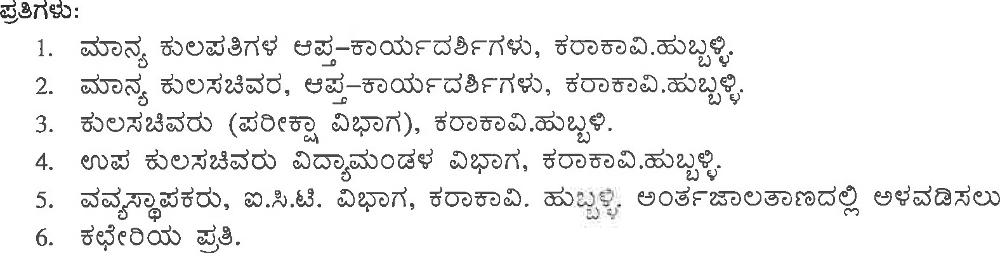 ಪ್ರತಿಗಳು:
1. ಮಾನ್ಯ ಕುಲಪತಿಗಳ ಆಪ್ತ–ಕಾರ್ಯದರ್ಶಿಗಳು, ಕರಾಕಾವಿ.ಹುಬ್ಬಳ್ಳಿ.
2. ಮಾನ್ಯ ಕುಲಸಚಿವರ, ಆಪ್ತ–ಕಾರ್ಯದರ್ಶಿಗಳು, ಕರಾಕಾವಿ.ಹುಬ್ಬಳ್ಳಿ.
3. ಕುಲಸಚಿವರು (ಪರೀಕ್ಷಾ ವಿಭಾಗ), ಕರಾಕಾವಿ.ಹುಬ್ಬಳಿ.
4. ಉಪ ಕುಲಸಚಿವರು ವಿದ್ಯಾಮಂಡಳ ವಿಭಾಗ, ಕರಾಕಾವಿ.ಹುಬ್ಬಳ್ಳಿ.
5. ವವ್ಯಸ್ಥಾಪಕರು, ಐ.ಸಿ.ಟಿ. ವಿಭಾಗ, ಕರಾಕಾವಿ. ಹುಬ್ಬಳ್ಳಿ. ಅಂರ್ತಜಾಲತಾಣದಲ್ಲಿ ಅಳವಡಿಸಲು
6. ಕಛೇರಿಯ ಪ್ರತಿ.